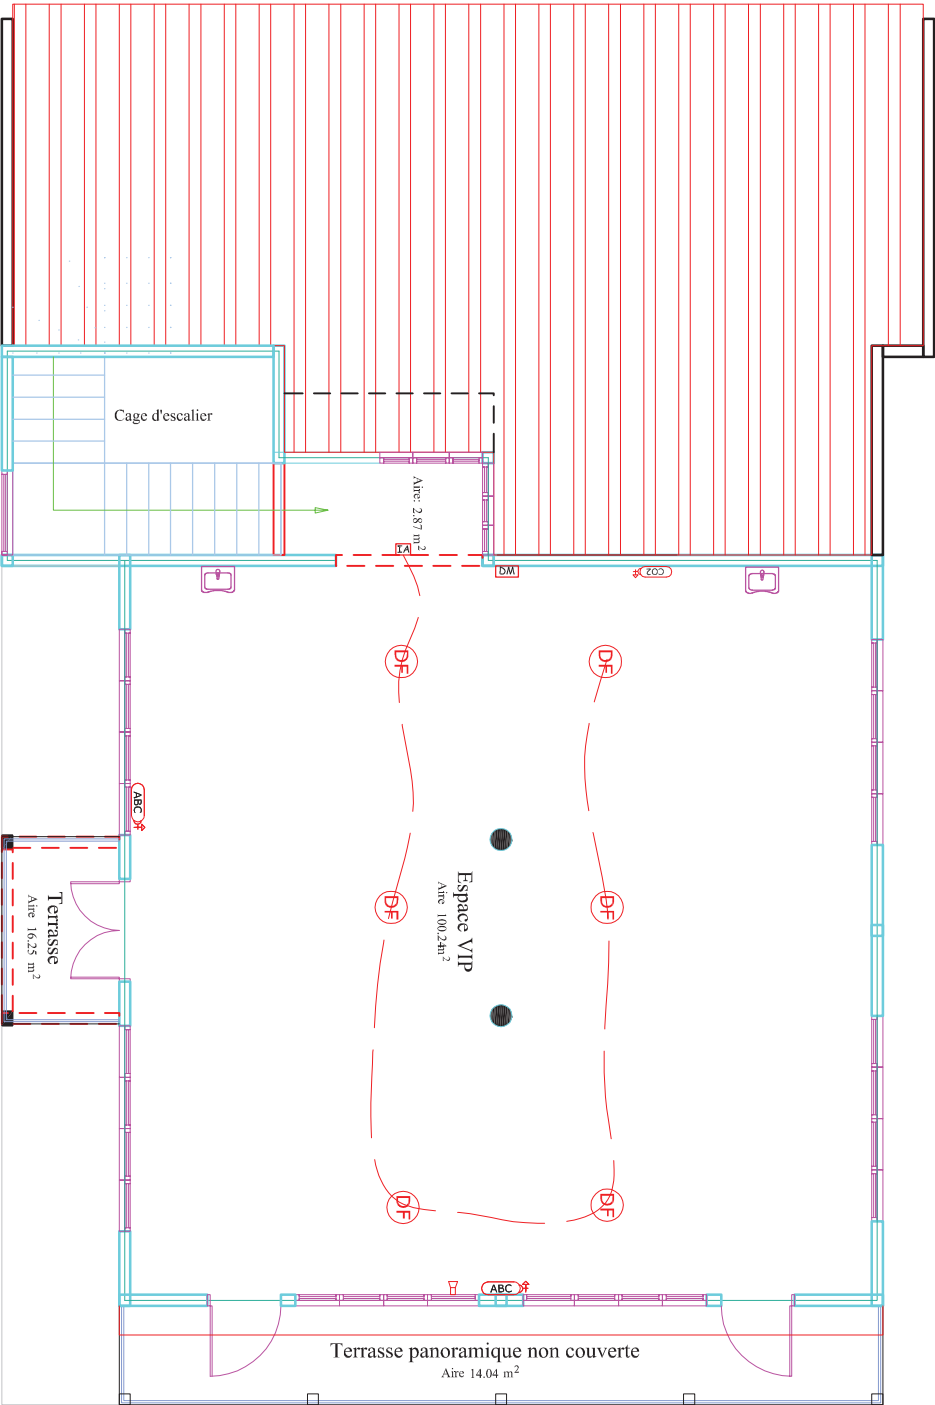 Cage d'escalier
Aire: 2.87 m²
IA
DM
CO2
DF
DF
ABC
DF
DF
Espace VIP
Aire 100.24m²
Terrasse
Aire 16.25 m²
DF
DF
ABC
Terrasse panoramique non couverte
Aire 14.04 m²